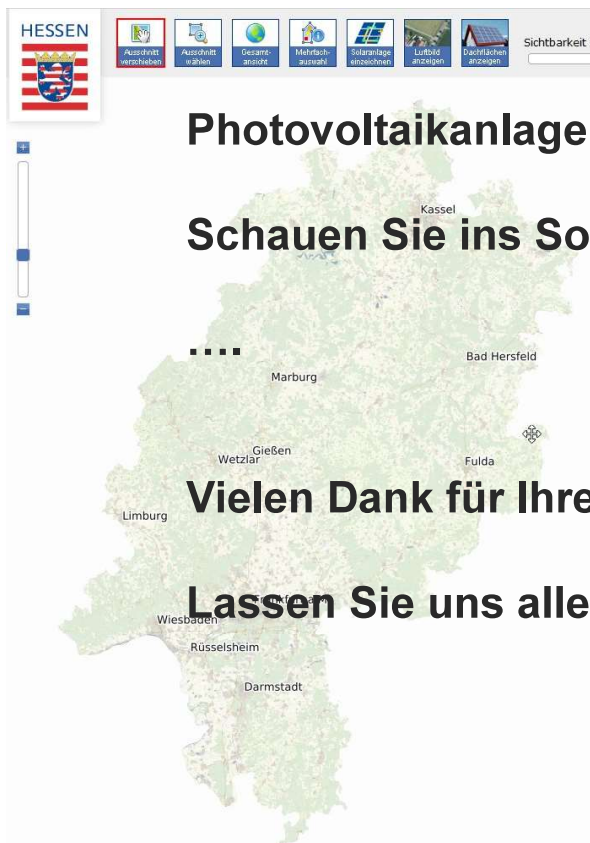 HESSEN
Ausschnitt verschieben
Ausschnitt wählen
Gesamt-ansicht
Mehrfach-auswahl
Solaranlage einzeichnen
Luftbild anzeigen
Dachflächen anzeigen
Sichtbarkeit
Photovoltaikanlage
Kassel
Schauen Sie ins So
....
Bad Hersfeld
Marburg
Gießen
Wetzlar
Fulda
Vielen Dank für Ihre
Limburg
Lassen Sie uns alle
Wiesbaden
Rüsselsheim
Darmstadt